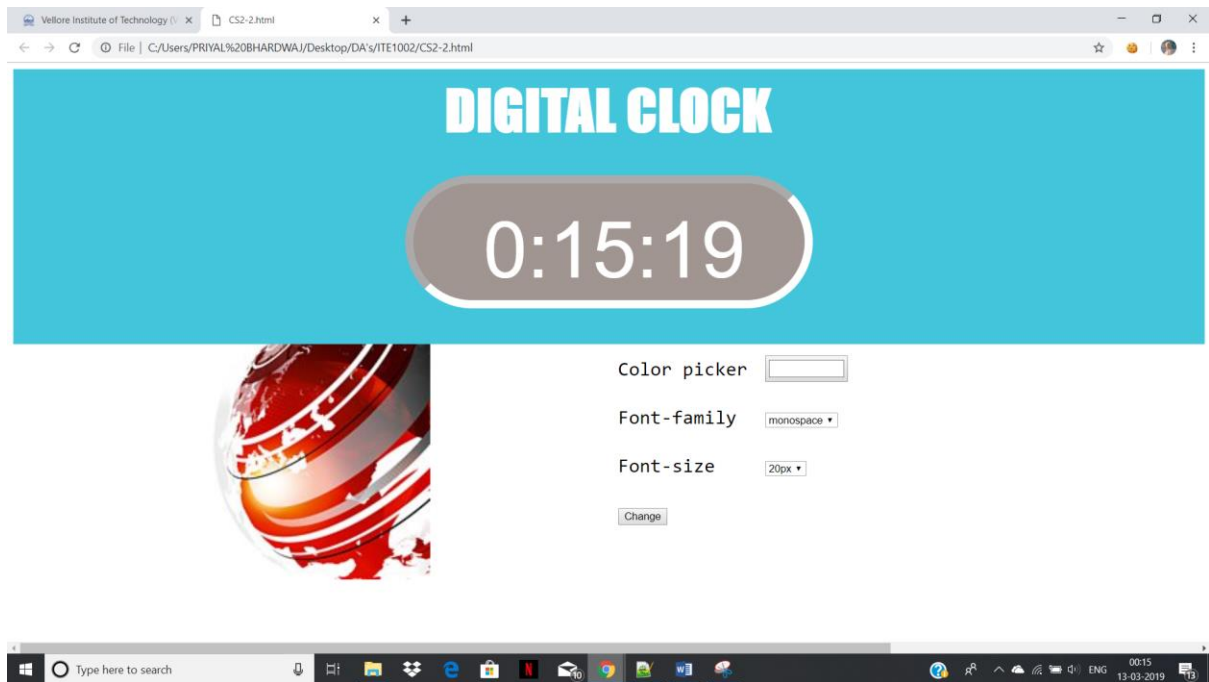 Vellore Institute of Technology (V
CS2-2.html
File | C:/Users/PRIYAL%20BHARDWAJ/Desktop/DA's/ITE1002/CS2-2.html
DIGITAL CLOCK
0:15:19
Color picker
Font-family monospace
Font-size 20px
Change
Type here to search
10
ENG
00:15
13-03-2019
13